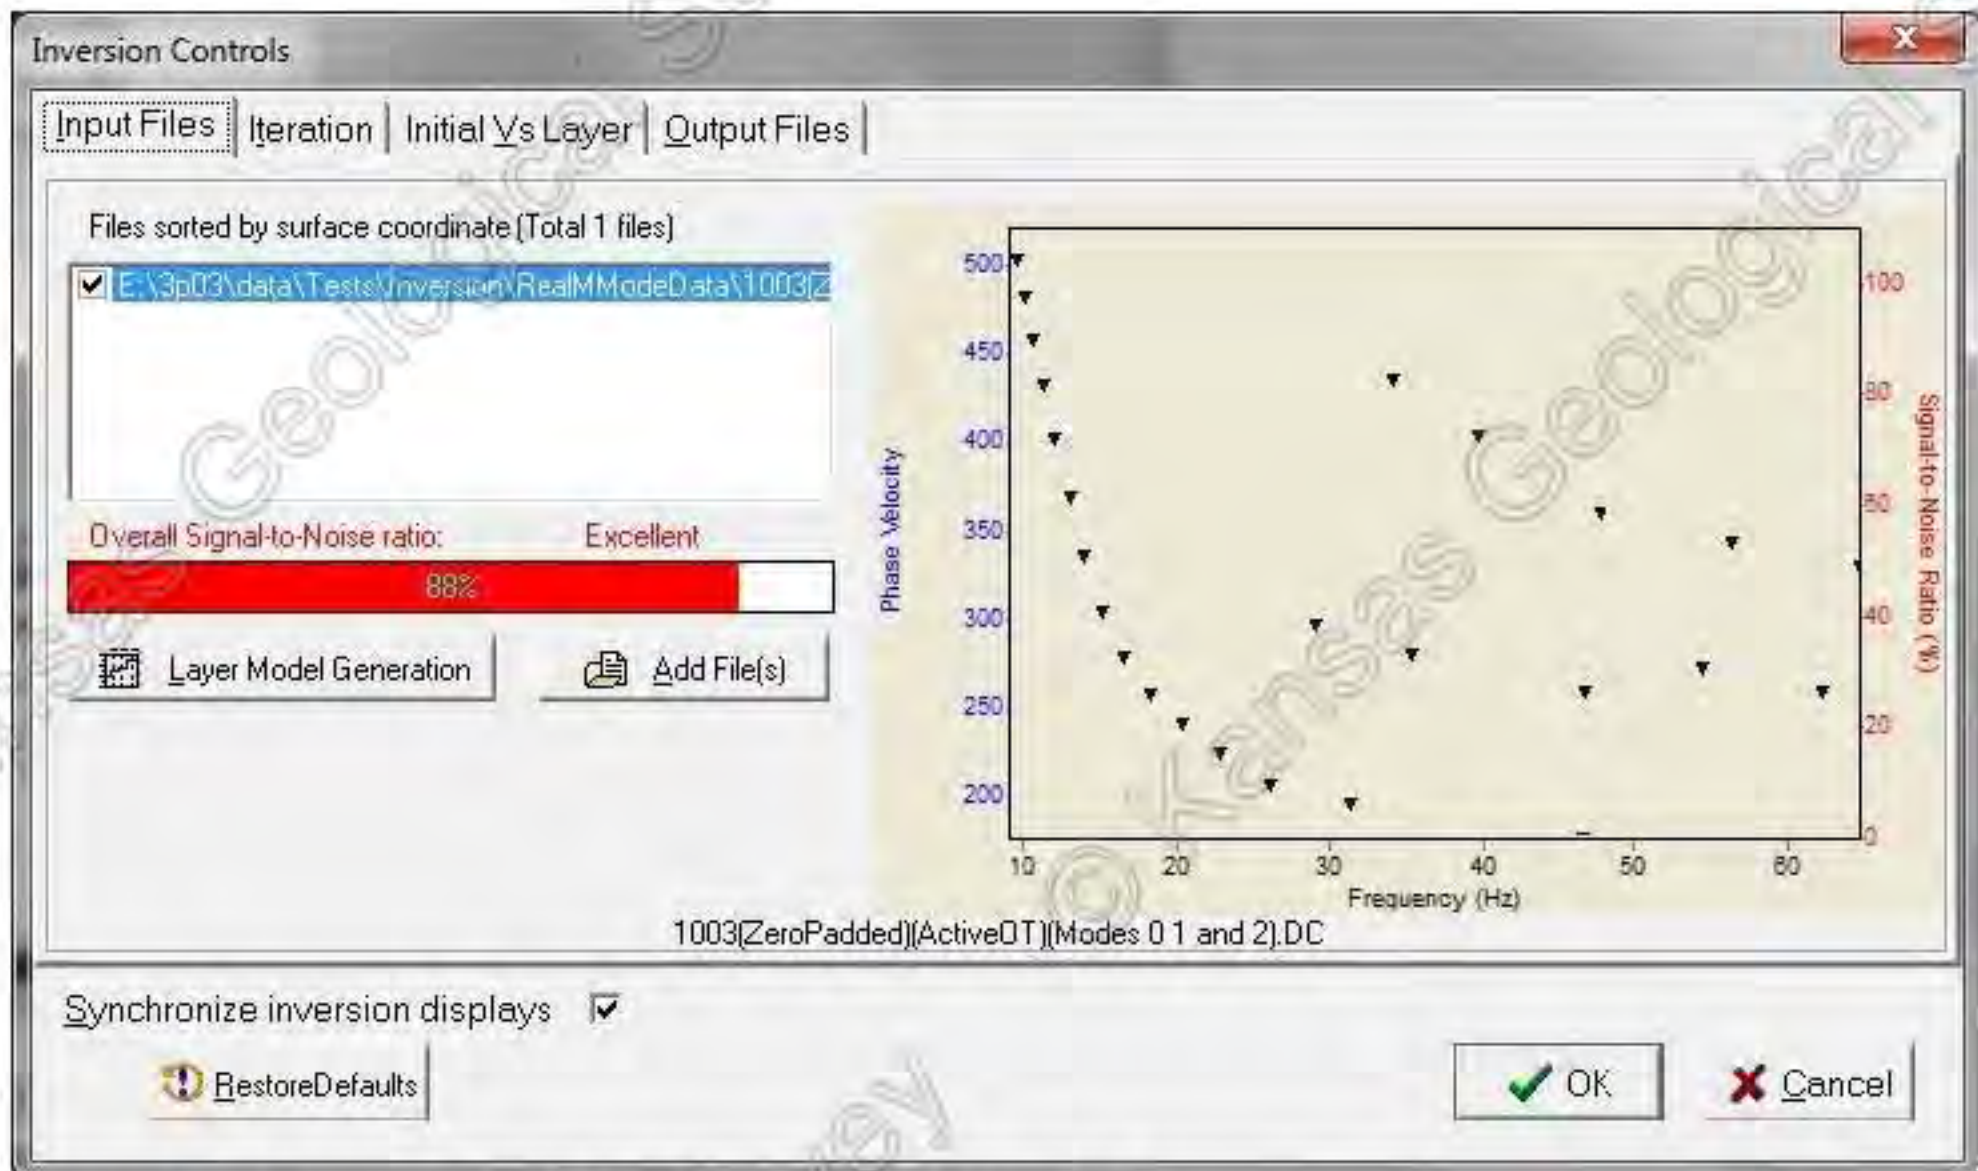 Inversion Controls
Input Files Iteration Initial Vs Layer Output Files
Files sorted by surface coordinate (Total 1 files)
E:\3p03\data\Tests\Inversion\RealMModeData\1003(Z
Overall Signal-to-Noise ratio: Excellent
88%
Layer Model Generation Add File(s)
Phase Velocity
500
450
400
350
300
250
200
100
80
60
40
20
0
Signal-to-Noise Ratio (%)
10 20 30 40 50 60
Frequency (Hz)
1003(ZeroPadded)(ActiveOT)(Modes 0 1 and 2).DC
Synchronize inversion displays
RestoreDefaults
OK Cancel
© Kansas Geological